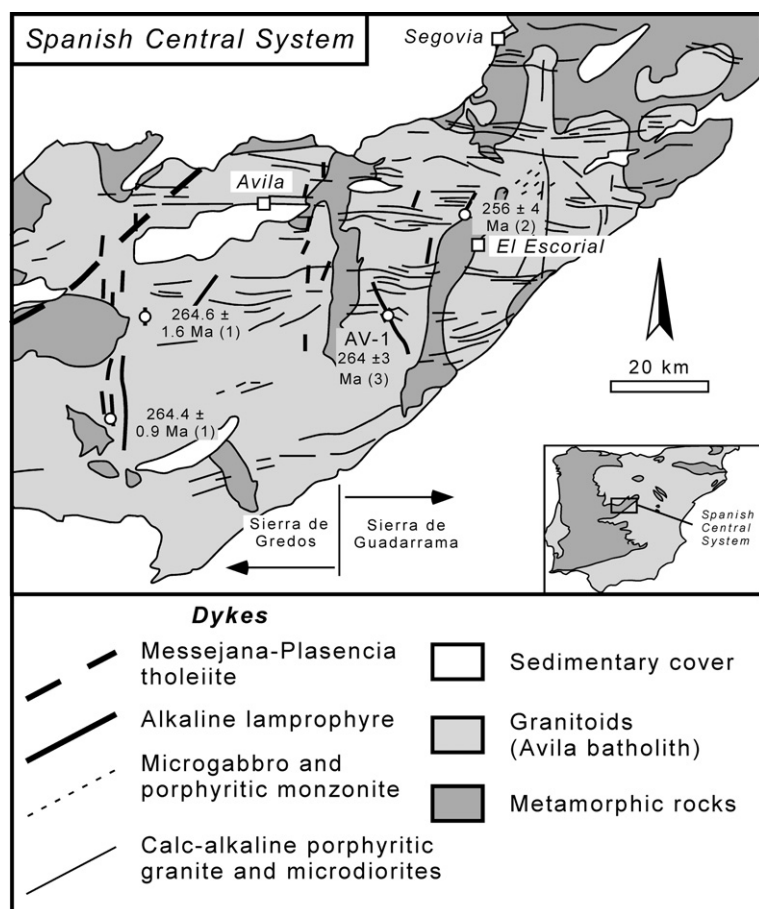 Spanish Central System
Segovia
Avila
256 ± 4
Ma (2)
El Escorial
264.6 ±
1.6 Ma (1)
AV-1
264 ±3
Ma (3)
20 km
264.4 ±
0.9 Ma (1)
Sierra de
Gredos
Sierra de
Guadarrama
Spanish
Central
System
Dykes
Messejana-Plasencia
tholeiite
Alkaline lamprophyre
Microgabbro and
porphyritic monzonite
Calc-alkaline porphyritic
granite and microdiorites
Sedimentary cover
Granitoids
(Avila batholith)
Metamorphic rocks